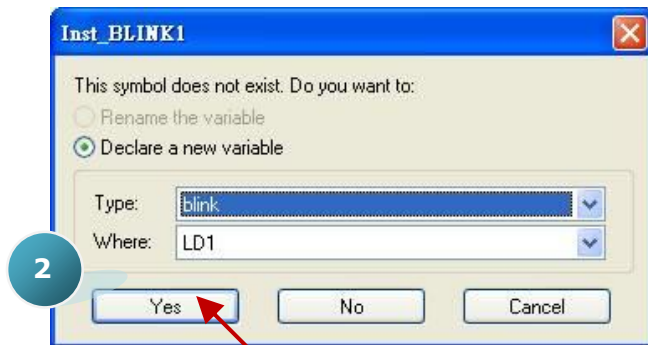 Inst_BLINK1
This symbol does not exist. Do you want to:
Rename the variable
Declare a new variable
Type: blink
Where: LD1
2
Yes No Cancel